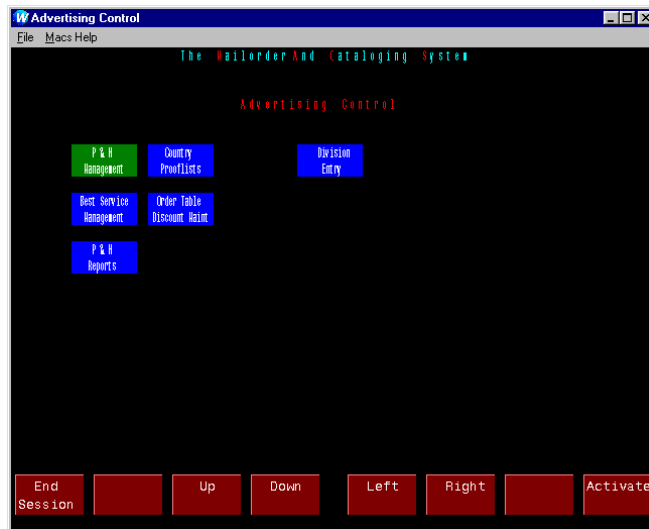 Advertising Control
File Macs Help
The Mailorder And Cataloging System
Advertising Control
P & H Management
Country Prooflists
Division Entry
Best Service Management
Order Table Discount Maint
P & H Reports
End Session
Up
Down
Left
Right
Activate